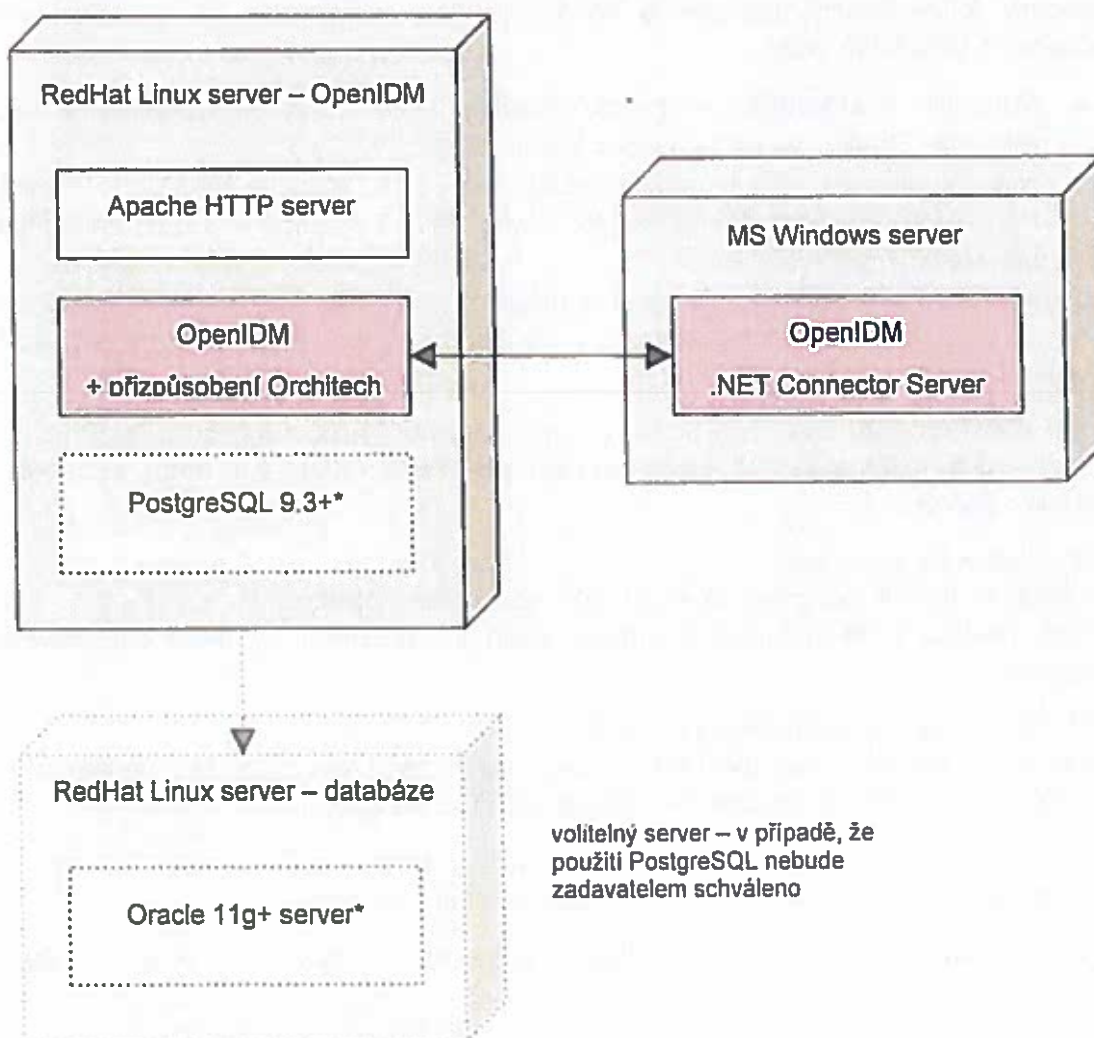 RedHat Linux server – OpenIDM
Apache HTTP server
OpenIDM
+ přizpůsobení Orchitech
PostgreSQL 9.3+*
MS Windows server
OpenIDM
.NET Connector Server
RedHat Linux server – databáze
Oracle 11g+ server*
volitelný server – v případě, že
použití PostgreSQL nebude
zadavatelem schváleno